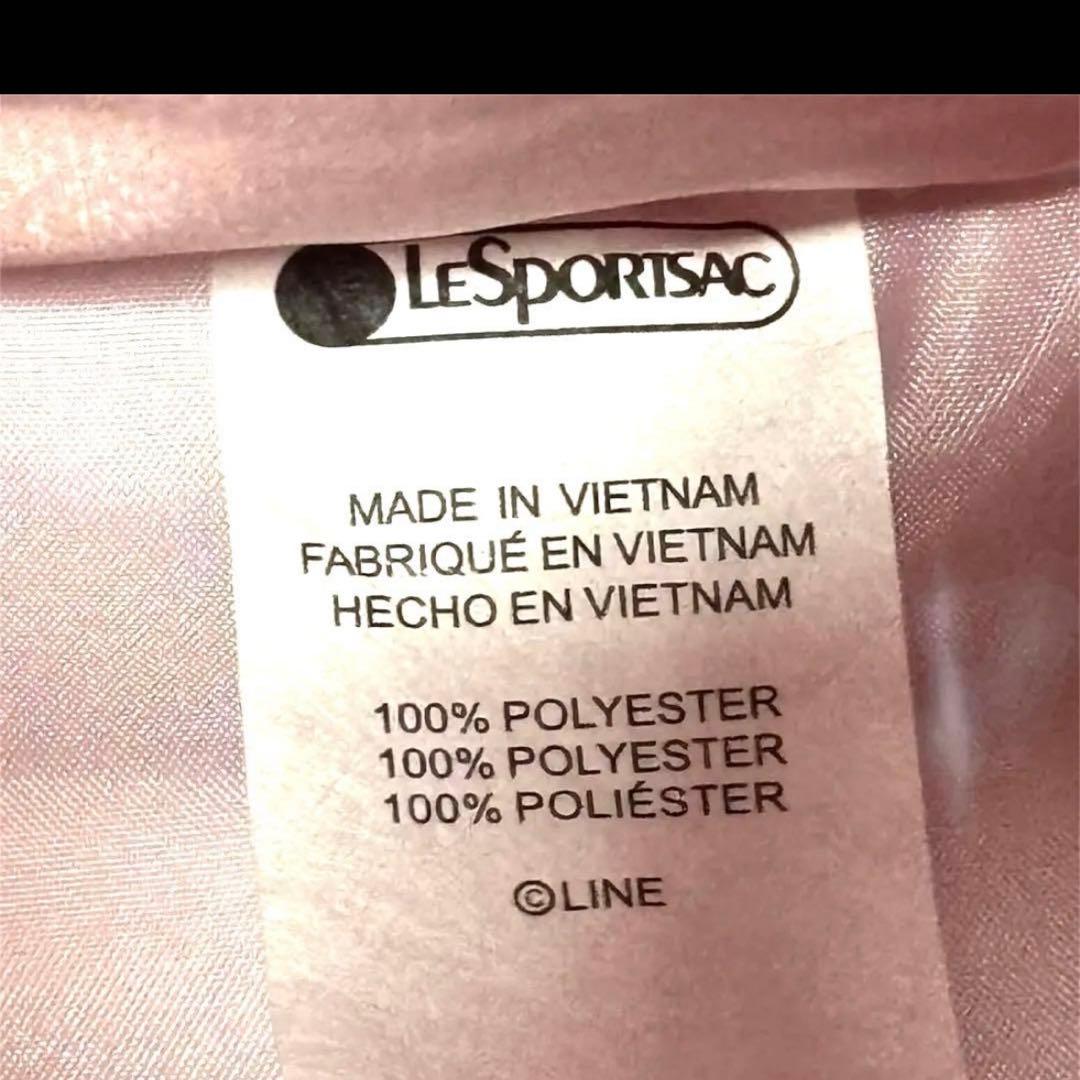 LESPORTSAC
MADE IN VIETNAM
FABRIQUÉ EN VIETNAM
HECHO EN VIETNAM
100% POLYESTER
100% POLYESTER
100% POLIÉSTER
©LINE